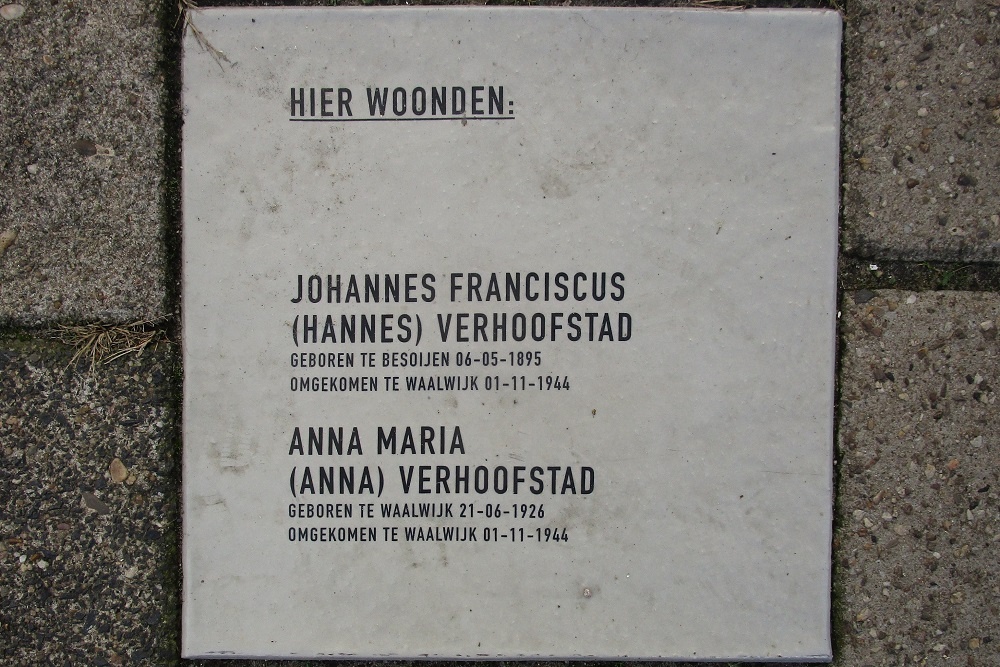 HIER WOONDEN:
JOHANNES FRANCISCUS
(HANNES) VERHOOFSTAD
GEBOREN TE BESOIJEN 06-05-1895
OMGEKOMEN TE WAALWIJK 01-11-1944
ANNA MARIA
(ANNA) VERHOOFSTAD
GEBOREN TE WAALWIJK 21-06-1926
OMGEKOMEN TE WAALWIJK 01-11-1944